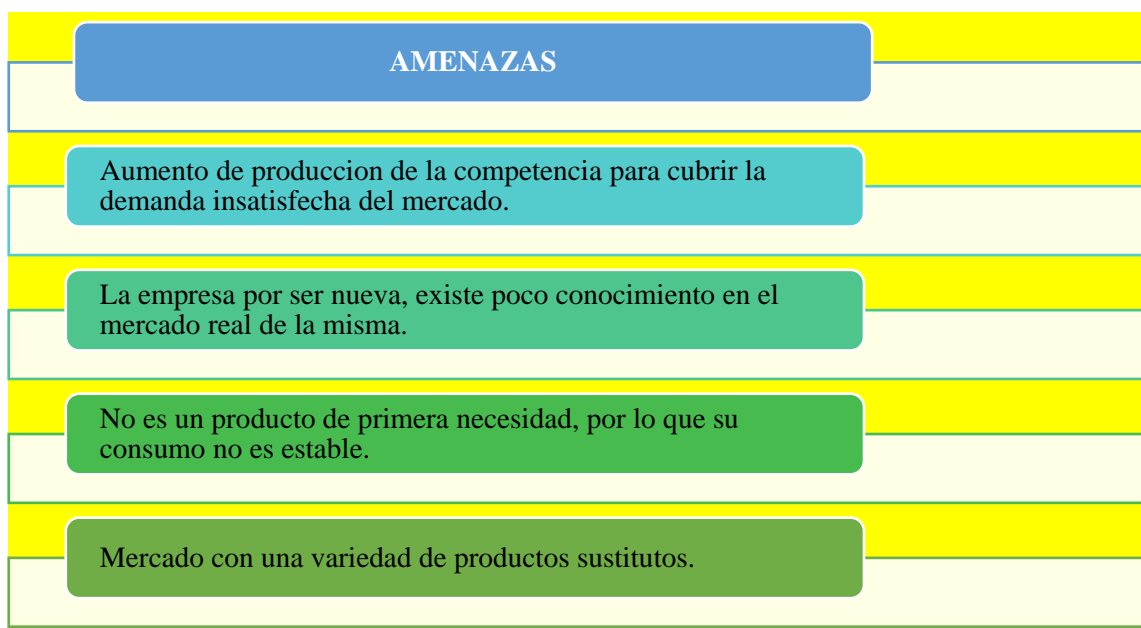 AMENAZAS
Aumento de produccion de la competencia para cubrir la
demanda insatisfecha del mercado.
La empresa por ser nueva, existe poco conocimiento en el
mercado real de la misma.
No es un producto de primera necesidad, por lo que su
consumo no es estable.
Mercado con una variedad de productos sustitutos.